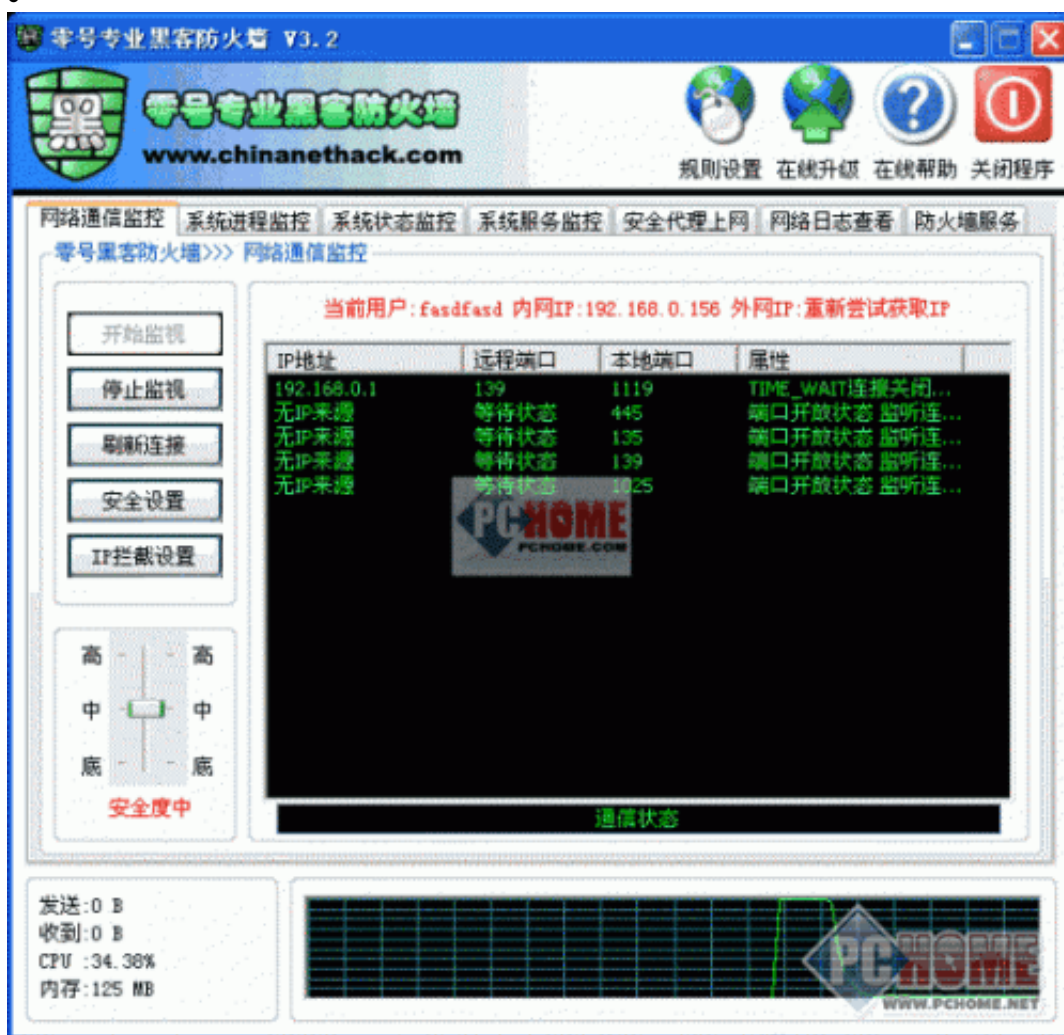 零号专业黑客防火墙 V3.2
零号专业黑客防火墙
www.chinanethack.com
规则设置 在线升级 在线帮助 关闭程序
网络通信监控 系统进程监控 系统状态监控 系统服务监控 安全代理上网 网络日志查看 防火墙服务
零号黑客防火墙>>> 网络通信监控
当前用户:fasdfasd 内网IP:192.168.0.156 外网IP:重新尝试获取IP
开始监视
停止监视
刷新连接
安全设置
IP拦截设置
IP地址 远程端口 本地端口 属性
192.168.0.1 139 1119 TIME_WAIT连接关闭...
无IP来源 等待状态 445 端口开放状态 监听连...
无IP来源 等待状态 135 端口开放状态 监听连...
无IP来源 等待状态 139 端口开放状态 监听连...
无IP来源 等待状态 1025 端口开放状态 监听连...
PCHOME
PCHOME.COM
高 高
中 中
底 底
安全度中
通信状态
发送:0 B
收到:0 B
CPU :34.38%
内存:125 MB
PCHOME
WWW.PCHOME.NET